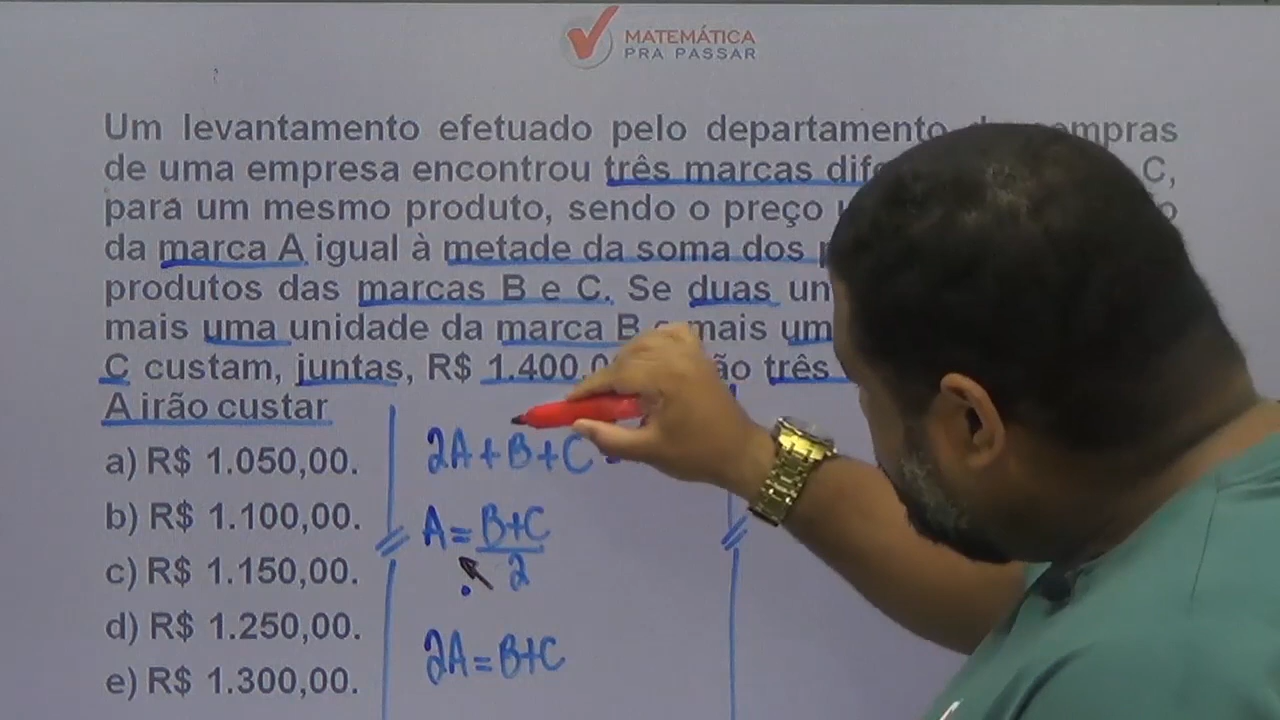 MATEMÁTICA
PRA PASSAR
Um levantamento efetuado pelo departamento compras
de uma empresa encontrou três marcas C,
para um mesmo produto, sendo o preço
da marca A igual à metade da soma dos
produtos das marcas B e C. Se duas
mais uma unidade da marca B e mais
C custam, juntas, R$ três
A irão custar
a) R$ 1.050,00.
b) R$ 1.100,00.
c) R$ 1.150,00.
d) R$ 1.250,00.
e) R$ 1.300,00.
2A+B+C
A=B+C
2
2A=B+C